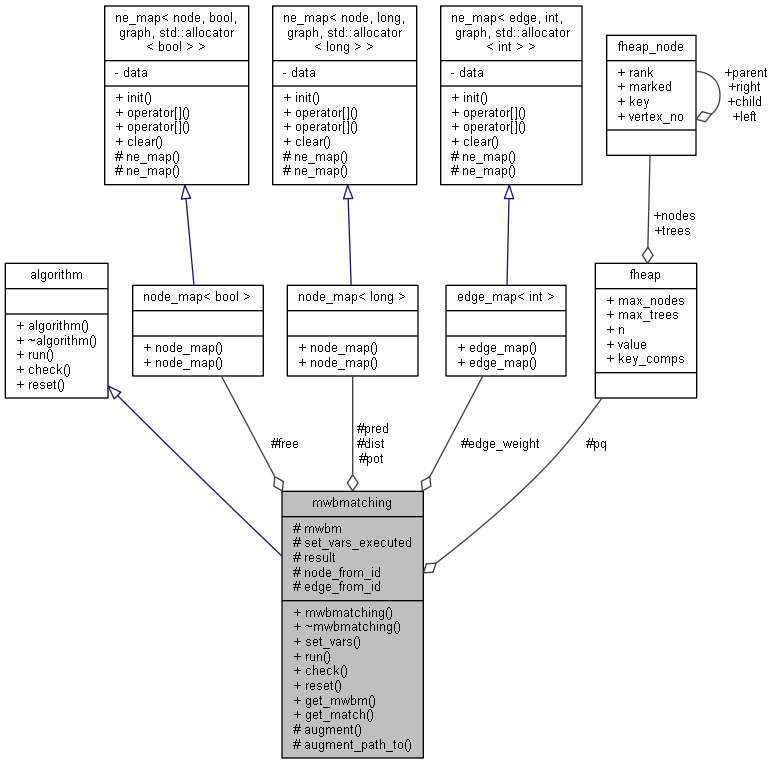 ne_map< node, bool,
graph, std::allocator
< bool > >
- data
+ init()
+ operator[]()
+ operator[]()
+ clear()
# ne_map()
# ne_map()
ne_map< node, long,
graph, std::allocator
< long > >
- data
+ init()
+ operator[]()
+ operator[]()
+ clear()
# ne_map()
# ne_map()
ne_map< edge, int,
graph, std::allocator
< int > >
- data
+ init()
+ operator[]()
+ operator[]()
+ clear()
# ne_map()
# ne_map()
fheap_node
+ rank
+ marked
+ key
+ vertex_no
+parent
+right
+child
+left
+nodes
+trees
algorithm
+ algorithm()
+ ~algorithm()
+ run()
+ check()
+ reset()
node_map< bool >
+ node_map()
+ node_map()
node_map< long >
+ node_map()
+ node_map()
edge_map< int >
+ edge_map()
+ edge_map()
fheap
+ max_nodes
+ max_trees
+ n
+ value
+ key_comps
#free
#pred
#dist
#pot
#edge_weight
#pq
mwbmatching
# mwbm
# set_vars_executed
# result
# node_from_id
# edge_from_id
+ mwbmatching()
+ ~mwbmatching()
+ set_vars()
+ run()
+ check()
+ reset()
+ get_mwbm()
+ get_match()
# augment()
# augment_path_to()